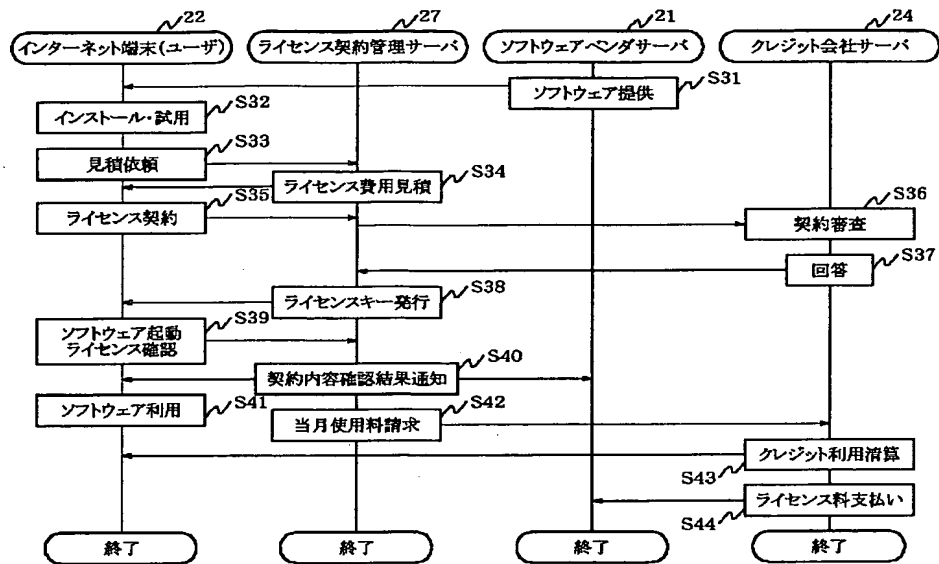 22
27
21
24
インターネット端末(ユーザ)
ライセンス契約管理サーバ
ソフトウェアベンダサーバ
クレジット会社サーバ
S31
ソフトウェア提供
S32
インストール・試用
S33
見積依頼
S34
ライセンス費用見積
S35
ライセンス契約
S36
契約審査
S37
回答
S38
ライセンスキー発行
S39
ソフトウェア起動
ライセンス確認
S40
契約内容確認結果通知
S41
ソフトウェア利用
S42
当月使用料請求
S43
クレジット利用清算
S44
ライセンス料支払い
終了
終了
終了
終了